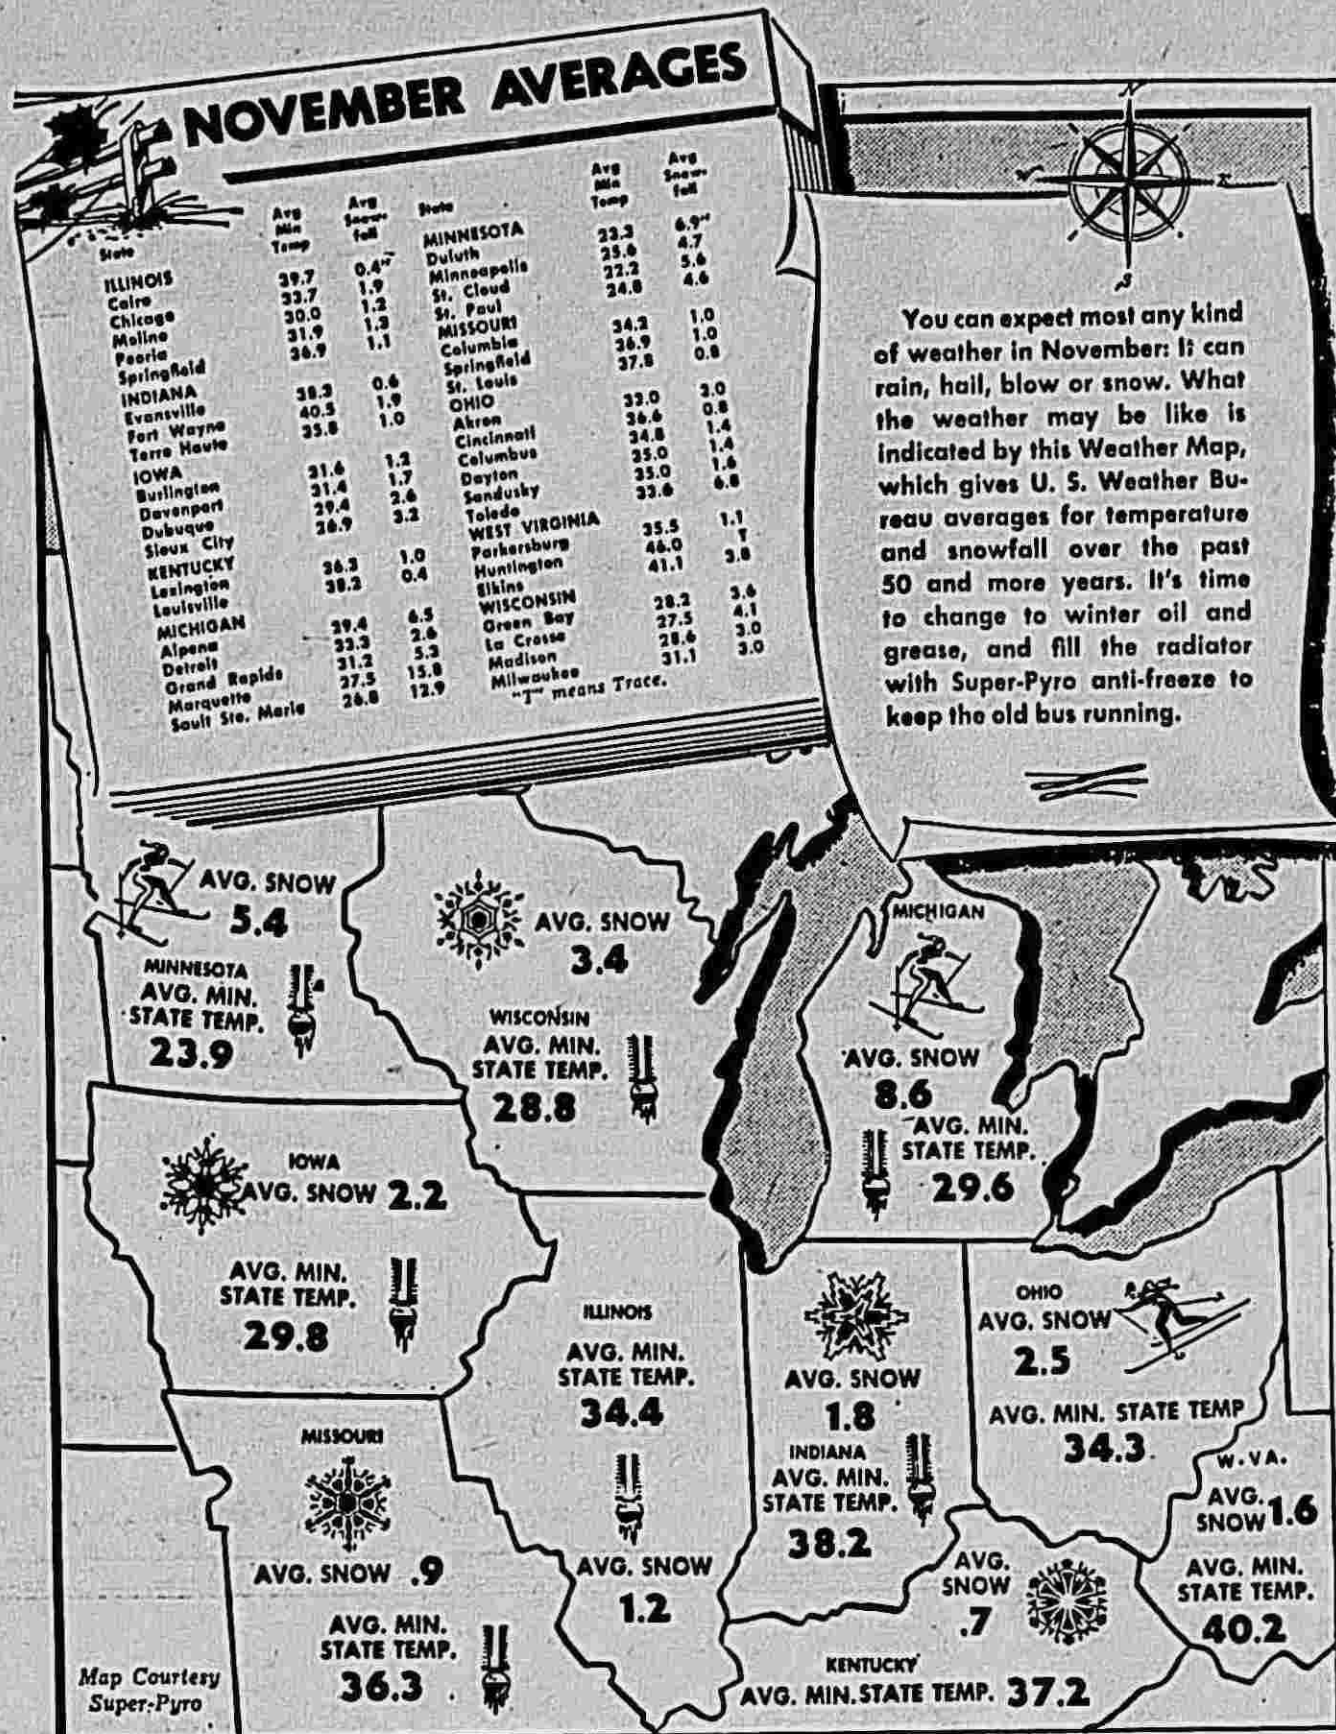 NOVEMBER AVERAGES
State Avg Min Temp Avg Snow-fall
ILLINOIS
Cairo 39.7 0.4"
Chicago 33.7 1.9
Moline 30.0 1.2
Peoria 31.9 1.3
Springfield 36.9 1.1
INDIANA
Evansville 38.3 0.6
Fort Wayne 40.5 1.9
Terre Haute 35.8 1.0
IOWA
Burlington 31.6 1.2
Davenport 31.4 1.7
Dubuque 29.4 2.6
Sioux City 26.9 3.2
KENTUCKY
Lexington 36.3 1.0
Louisville 38.2 0.4
MICHIGAN
Alpena 29.4 6.5
Detroit 33.3 2.6
Grand Rapids 31.2 5.3
Marquette 27.5 15.8
Sault Ste. Marie 26.8 12.9
State Avg Min Temp Avg Snow-fall
MINNESOTA
Duluth 23.3 6.9"
Minneapolis 25.6 4.7
St. Cloud 22.2 5.6
St. Paul 24.8 4.6
MISSOURI
Columbia 34.2 1.0
Springfield 36.9 1.0
St. Louis 37.8 0.8
OHIO
Akron 33.0 3.0
Cincinnati 36.6 0.8
Columbus 34.8 1.4
Dayton 35.0 1.4
Sandusky 35.0 1.6
Toledo 33.6 6.8
WEST VIRGINIA
Parkersburg 35.5 1.1
Huntington 46.0 T
Elkins 41.1 3.8
WISCONSIN
Green Bay 28.2 3.6
La Crosse 27.5 4.1
Madison 28.6 3.0
Milwaukee 31.1 3.0
"T" means Trace.
N
W E
S
You can expect most any kind
of weather in November: It can
rain, hail, blow or snow. What
the weather may be like is
indicated by this Weather Map,
which gives U. S. Weather Bu-
reau averages for temperature
and snowfall over the past
50 and more years. It's time
to change to winter oil and
grease, and fill the radiator
with Super-Pyro anti-freeze to
keep the old bus running.
AVG. SNOW
5.4
MINNESOTA
AVG. MIN.
STATE TEMP.
23.9
AVG. SNOW
3.4
WISCONSIN
AVG. MIN.
STATE TEMP.
28.8
MICHIGAN
AVG. SNOW
8.6
AVG. MIN.
STATE TEMP.
29.6
IOWA
AVG. SNOW 2.2
AVG. MIN.
STATE TEMP.
29.8
ILLINOIS
AVG. MIN.
STATE TEMP.
34.4
AVG. SNOW
1.2
AVG. SNOW
1.8
INDIANA
AVG. MIN.
STATE TEMP.
38.2
OHIO
AVG. SNOW
2.5
AVG. MIN. STATE TEMP
34.3
W.VA.
AVG.
SNOW 1.6
AVG. MIN.
STATE TEMP.
40.2
MISSOURI
AVG. SNOW .9
AVG. MIN.
STATE TEMP.
36.3
AVG.
SNOW
.7
KENTUCKY
AVG. MIN. STATE TEMP. 37.2
Map Courtesy
Super-Pyro